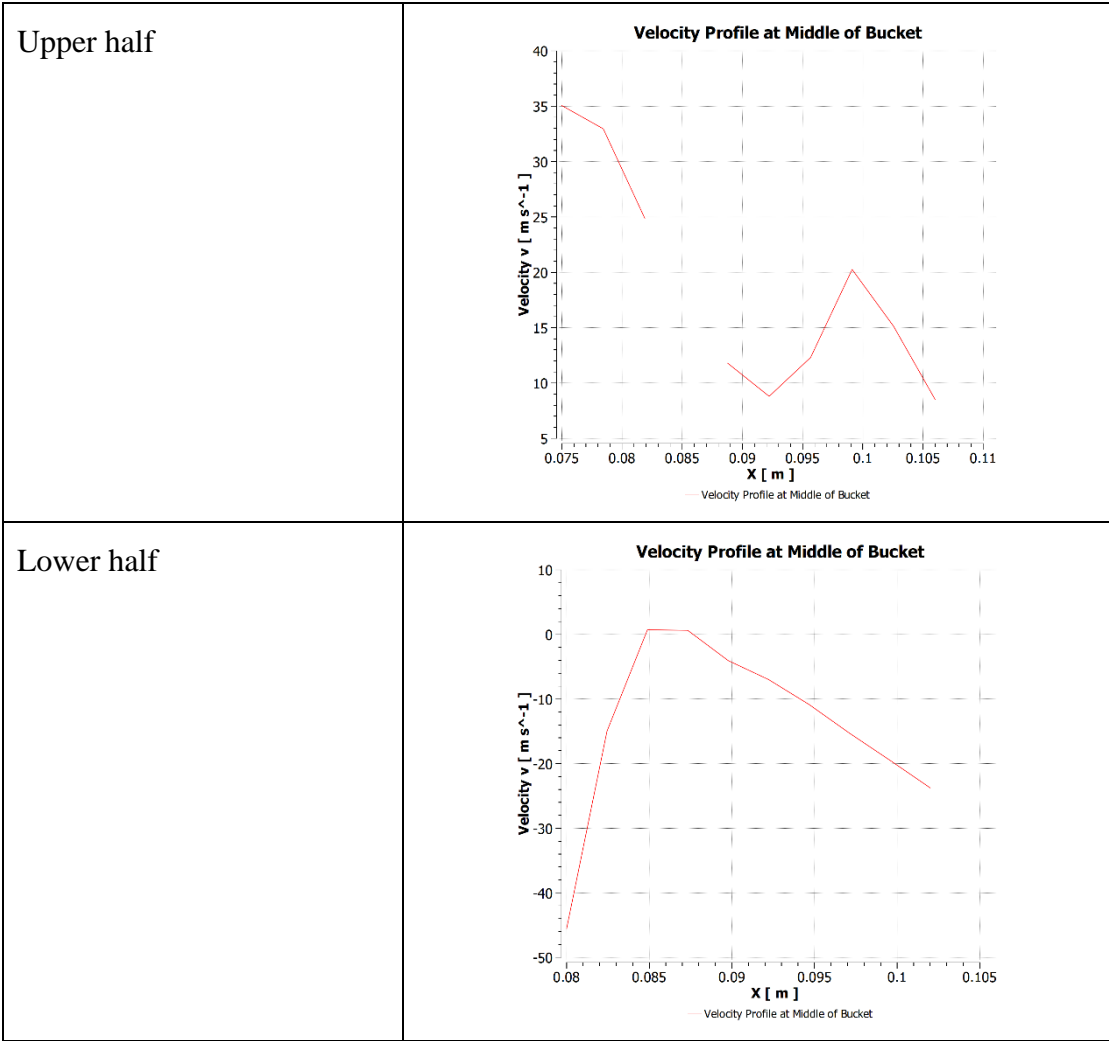 Upper half
Velocity Profile at Middle of Bucket
40
35
30
25
20
15
10
5
Velocity v [ m s^-1 ]
0.075 0.08 0.085 0.09 0.095 0.1 0.105 0.11
X [ m ]
Velocity Profile at Middle of Bucket
Lower half
Velocity Profile at Middle of Bucket
10
0
-10
-20
-30
-40
-50
Velocity v [ m s^-1 ]
0.08 0.085 0.09 0.095 0.1 0.105
X [ m ]
Velocity Profile at Middle of Bucket